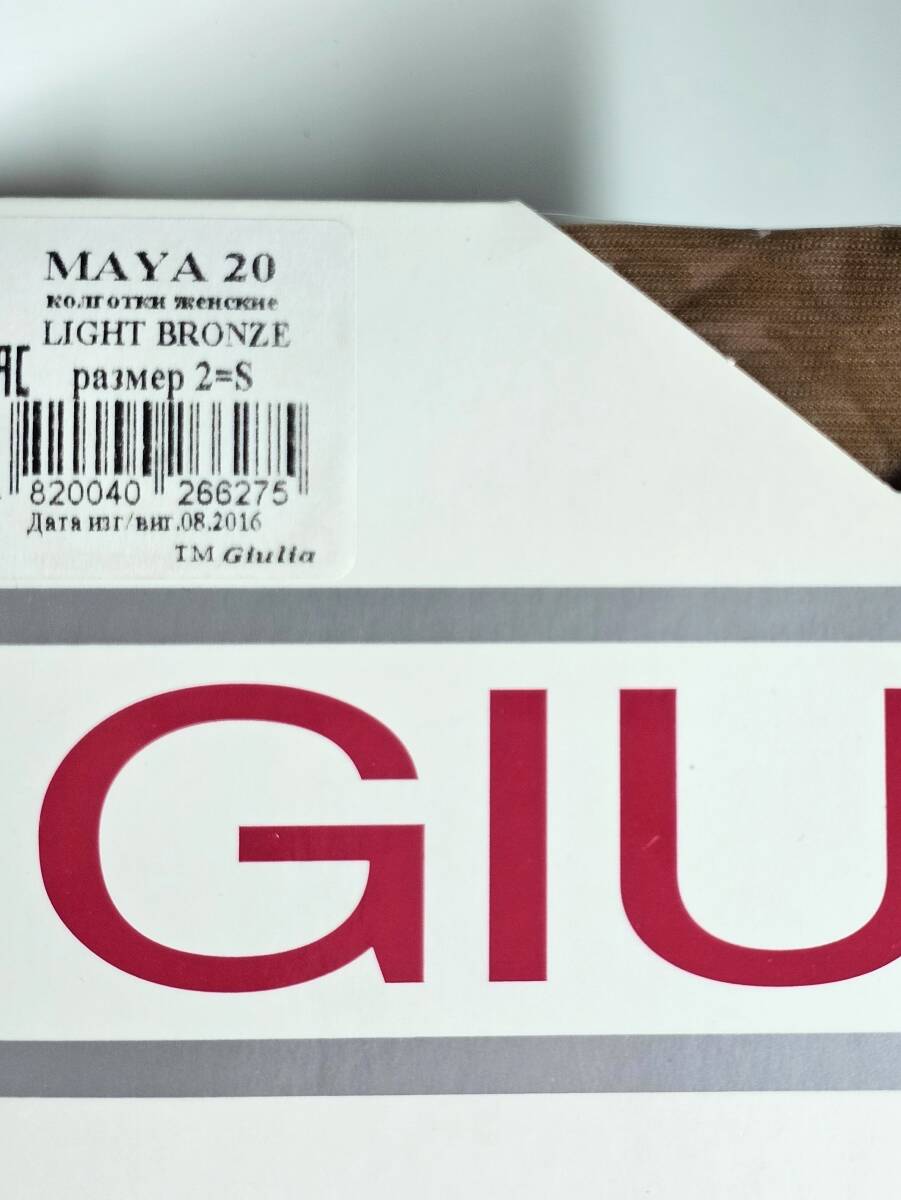 MAYA 20
колготки женские
LIGHT BRONZE
размер 2=S
820040 266275
Дата изг/виг.08.2016
TM Giulia
GIU